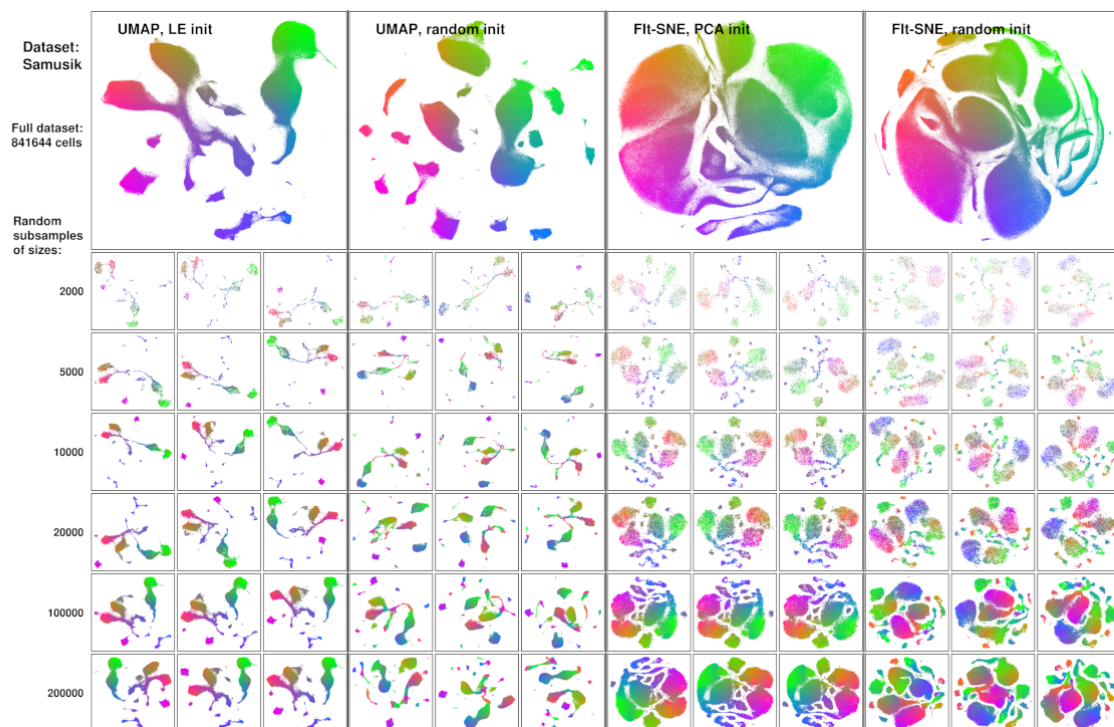 UMAP, LE init
UMAP, random init
FIt-SNE, PCA init
FIt-SNE, random init
Dataset:
Samusik
Full dataset:
841644 cells
Random
subsamples
of sizes:
2000
5000
10000
20000
100000
200000